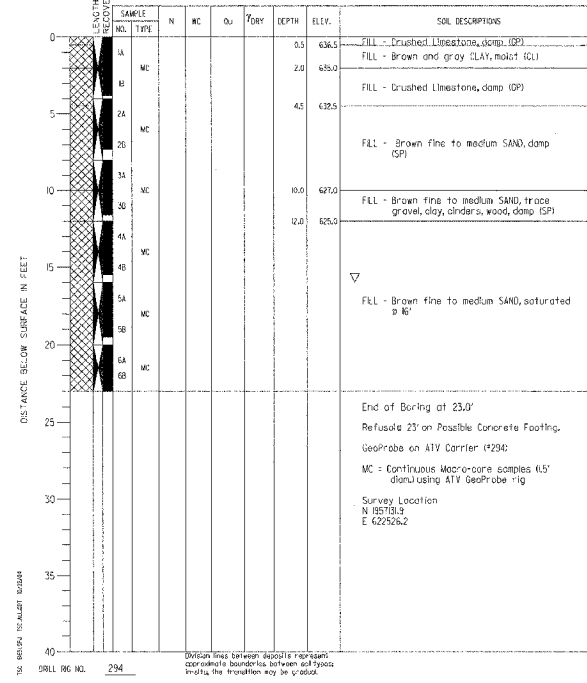 LENGTH
RECOVE
SAMPLE
NO. TYPE
N WC Qu γDRY DEPTH ELEV. SOIL DESCRIPTIONS
DISTANCE BELOW SURFACE IN FEET
0
0.5 636.5 FILL - Crushed Limestone, damp (GP)
1A FILL - Brown and gray CLAY, moist (CL)
MC 2.0 635.0
1B FILL - Crushed Limestone, damp (GP)
4.5 632.5
5
2A
MC
2B FILL - Brown fine to medium SAND, damp
(SP)
3A
10 MC 10.0 627.0
3B FILL - Brown fine to medium SAND, trace
gravel, clay, cinders, wood, damp (SP)
12.0 625.0
4A
MC
15 4B
5A FILL - Brown fine to medium SAND, saturated
@ 16'
MC
5B
20
6A
MC
6B
End of Boring at 23.0'
25
Refusal@ 23' on Possible Concrete Footing.
GeoProbe on ATV Carrier (#294)
MC = Continuous Macro-core samples (1.5"
diam.) using ATV GeoProbe rig
30 Survey Location
N 1957131.9
E 622526.2
35
40
DRILL RIG NO. 294
Division lines between deposits represent
approximate boundaries between soil types;
in-situ, the transition may be gradual.